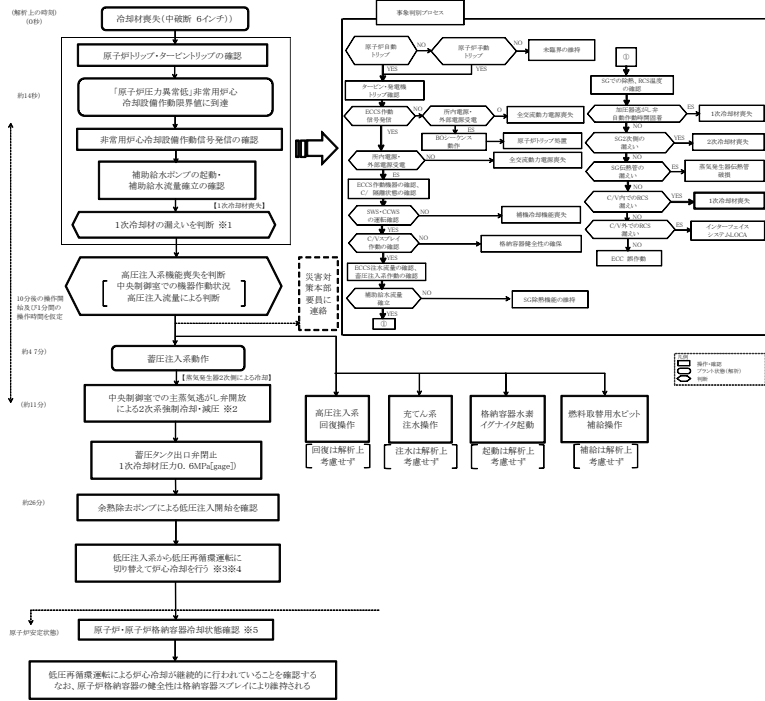 (解析上の時刻)
(0秒)
冷却材喪失(中破断 6インチ))
原子炉トリップ・タービントリップの確認
約14秒)
「原子炉圧力異常低」非常用炉心
冷却設備作動限界値に到達
非常用炉心冷却設備作動信号発信の確認
補助給水ポンプの起動・
補助給水流量確立の確認
【1次冷却材喪失】
1次冷却材の漏えいを判断 ※1
高圧注入系機能喪失を判断
中央制御室での機器作動状況
高圧注入流量による判断
10分後の操作開
始及び1分間の
操作時間を仮定
災害対
策本部
要員に
連絡
約4 7分)
蓄圧注入系動作
【蒸気発生器2次側による冷却】
(約11分)
中央制御室での主蒸気逃がし弁開放
による2次系強制冷却・減圧 ※2
蓄圧タンク出口弁閉止
1次冷却材圧力0. 6MPa[gage])
約26分)
余熱除去ポンプによる低圧注入開始を確認
低圧注入系から低圧再循環運転に
切り替えて炉心冷却を行う ※3※4
原子炉安定状態)
原子炉・原子炉格納容器冷却状態確認 ※5
低圧再循環運転による炉心冷却が継続的に行われていることを確認する
なお、原子炉格納容器の健全性は格納容器スプレイにより維持される
高圧注入系
回復操作
回復は解析上
考慮せず
充てん系
注水操作
注水は解析上
考慮せず
格納容器水素
イグナイタ起動
起動は解析上
考慮せず
燃料取替用水ピット
補給操作
補給は解析上
考慮せず
事象判別プロセス
原子炉自動
トリップ
NO
原子炉手動
トリップ
NO
未臨界の維持
YES
YES
タービン・発電機
トリップ確認
ECCS作動
信号発信
NO
所内電源・
外部電源受電
O
全交流動力電源喪失
YES
ES
BOシーケンス
動作
原子炉トリップ処置
所内電源・
外部電源受電
NO
全交流動力電源喪失
ES
ECCS作動機器の確認、
C/ 隔離状態の確認
SWS・CCWS
の運転確認
NO
補機冷却機能喪失
YES
C/Vスプレイ
作動の確認
NO
格納容器健全性の確保
YES
ECCS注水流量の確認、
蓄圧注入系作動の確認
補助給水流量
確立
NO
SG除熱機能の維持
YES
①
①
SGでの除熱、RCS温度
の確認
ES
1次冷却材喪失
NO
SG2次側の
漏えい
YES
2次冷却材喪失
NO
SG伝熱管の
漏えい
ES
蒸気発生器伝熱管
破損
NO
C/V内でのRCS
漏えい
YES
1次冷却材喪失
NO
C/V外でのRCS
漏えい
ES
インターフェイス
システムLOCA
NO
ECC 誤作動
凡例
操作・確認
プラント状態(解析)
判断